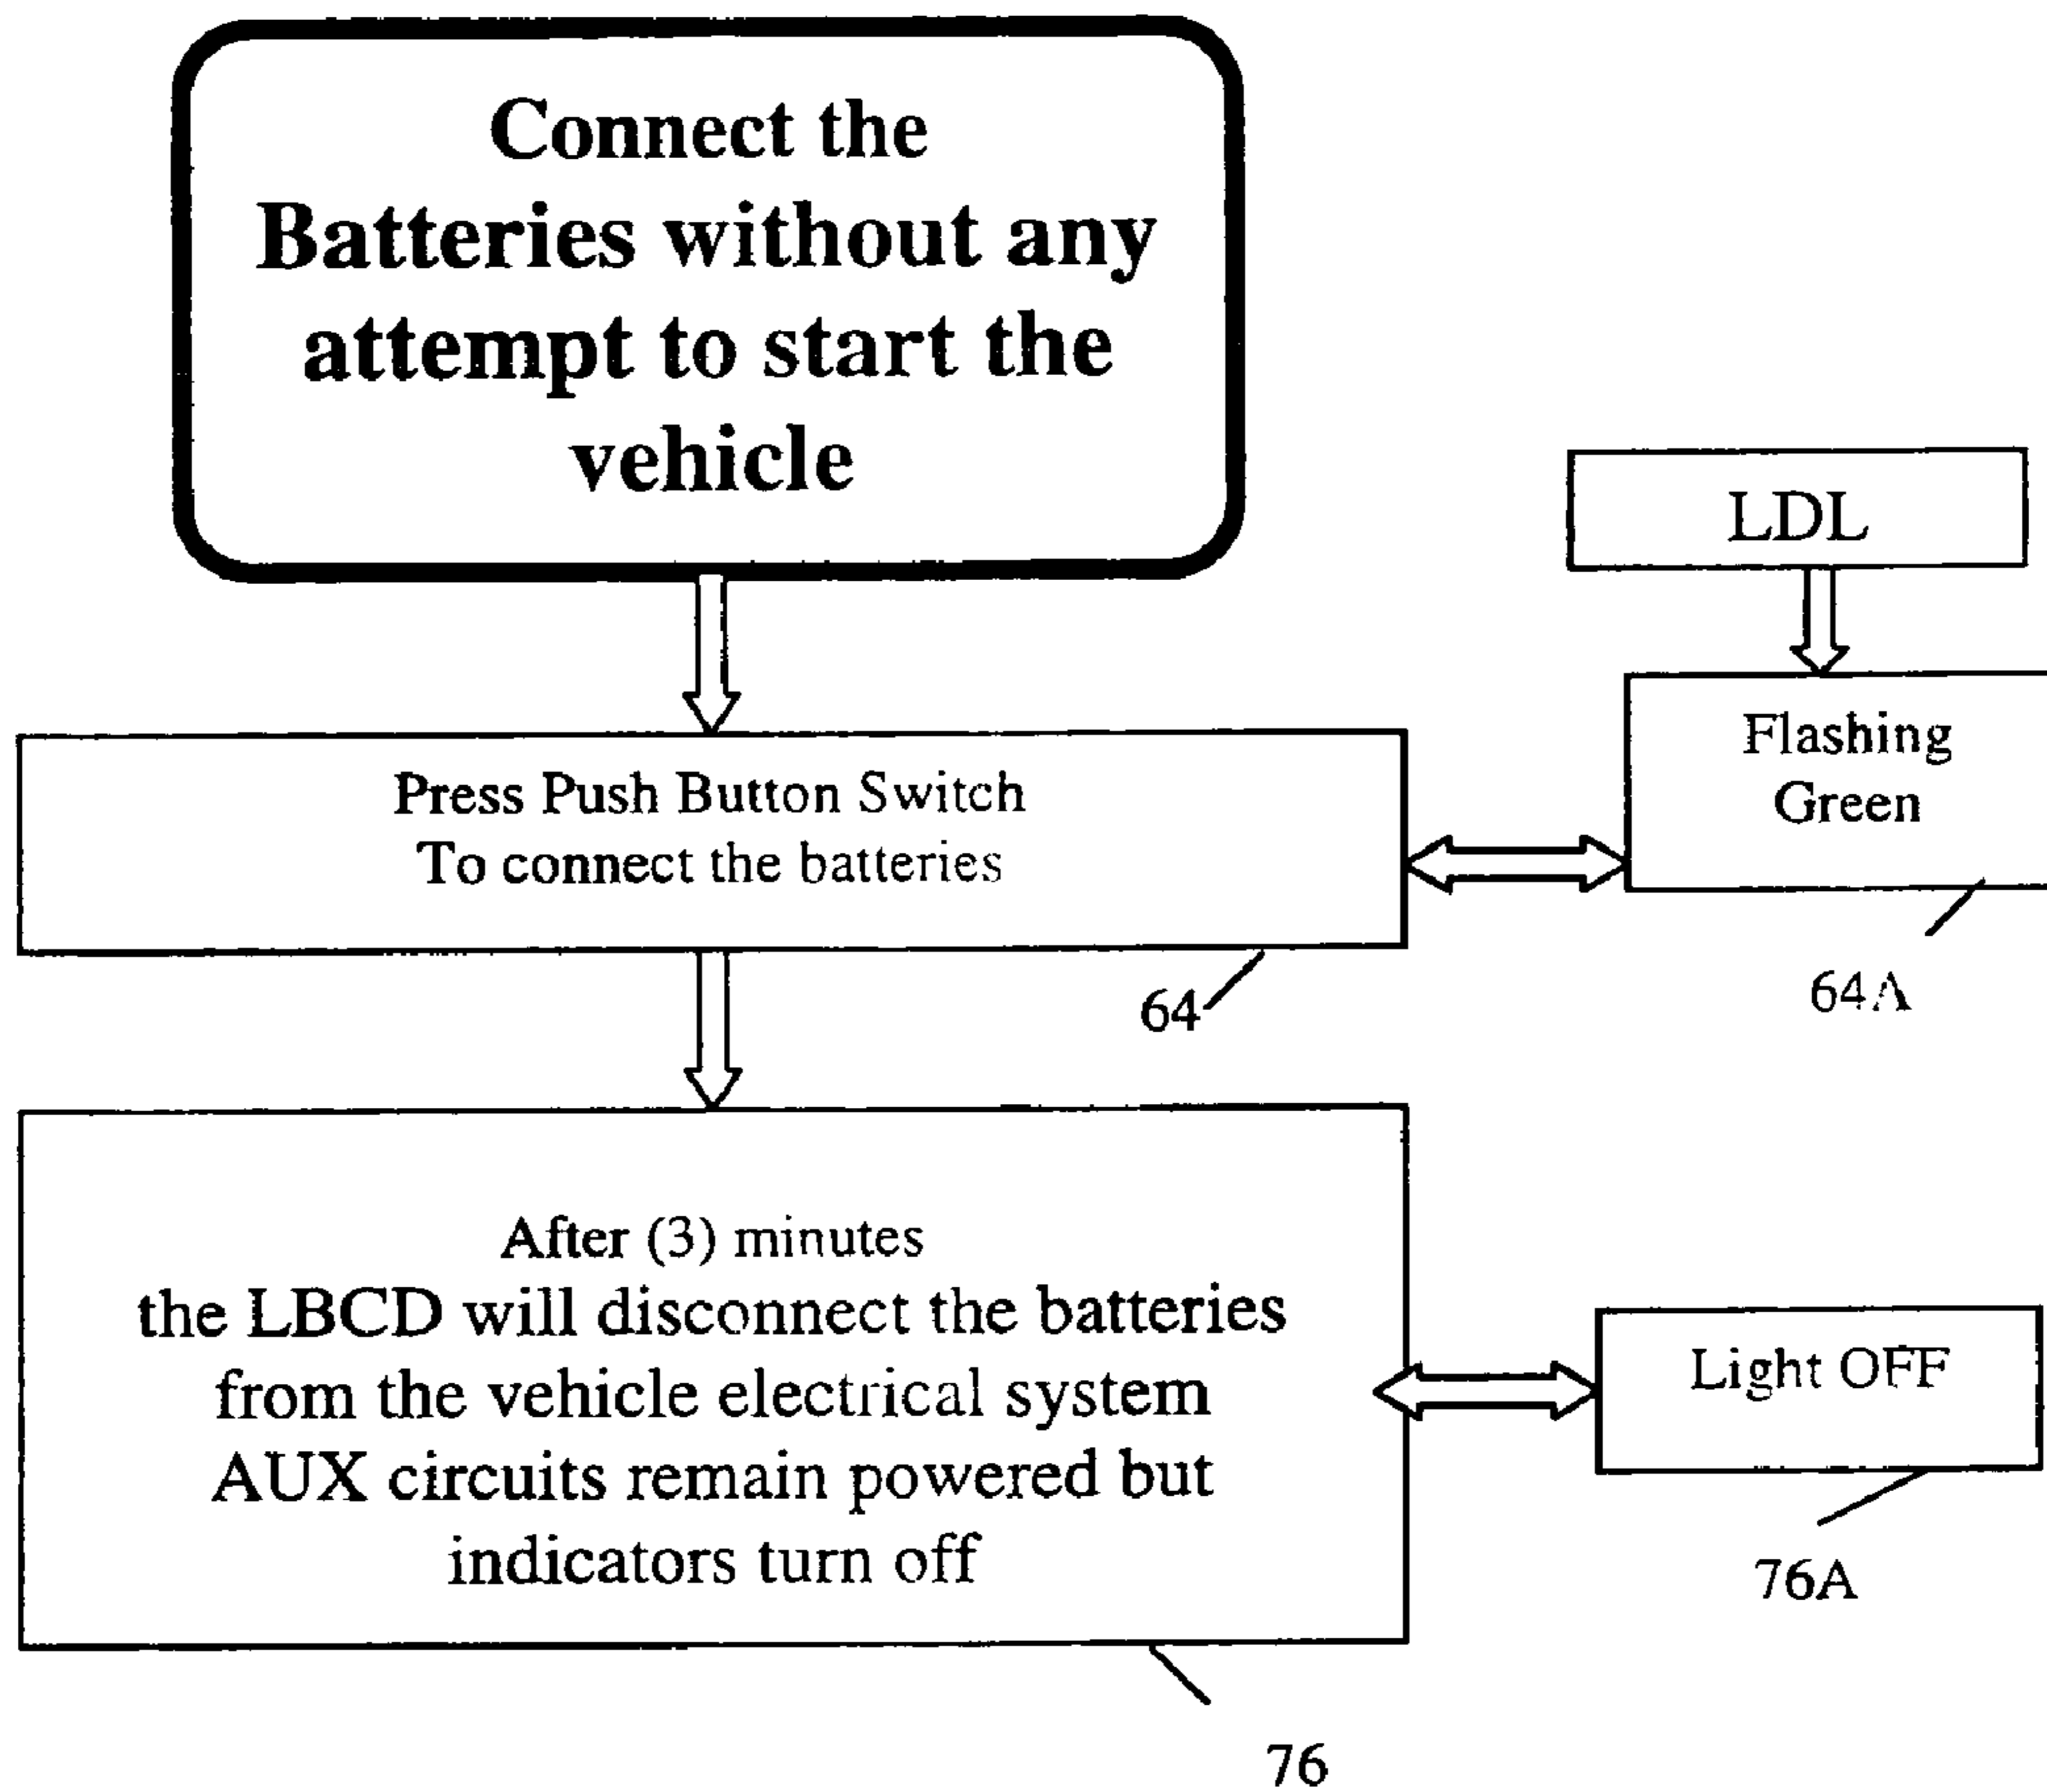 Connect the
Batteries without any
attempt to start the
vehicle
LDL
Flashing
Green
Press Push Button Switch
To connect the batteries
64
64A
After (3) minutes
the LBCD will disconnect the batteries
from the vehicle electrical system
AUX circuits remain powered but
indicators turn off
Light OFF
76A
76